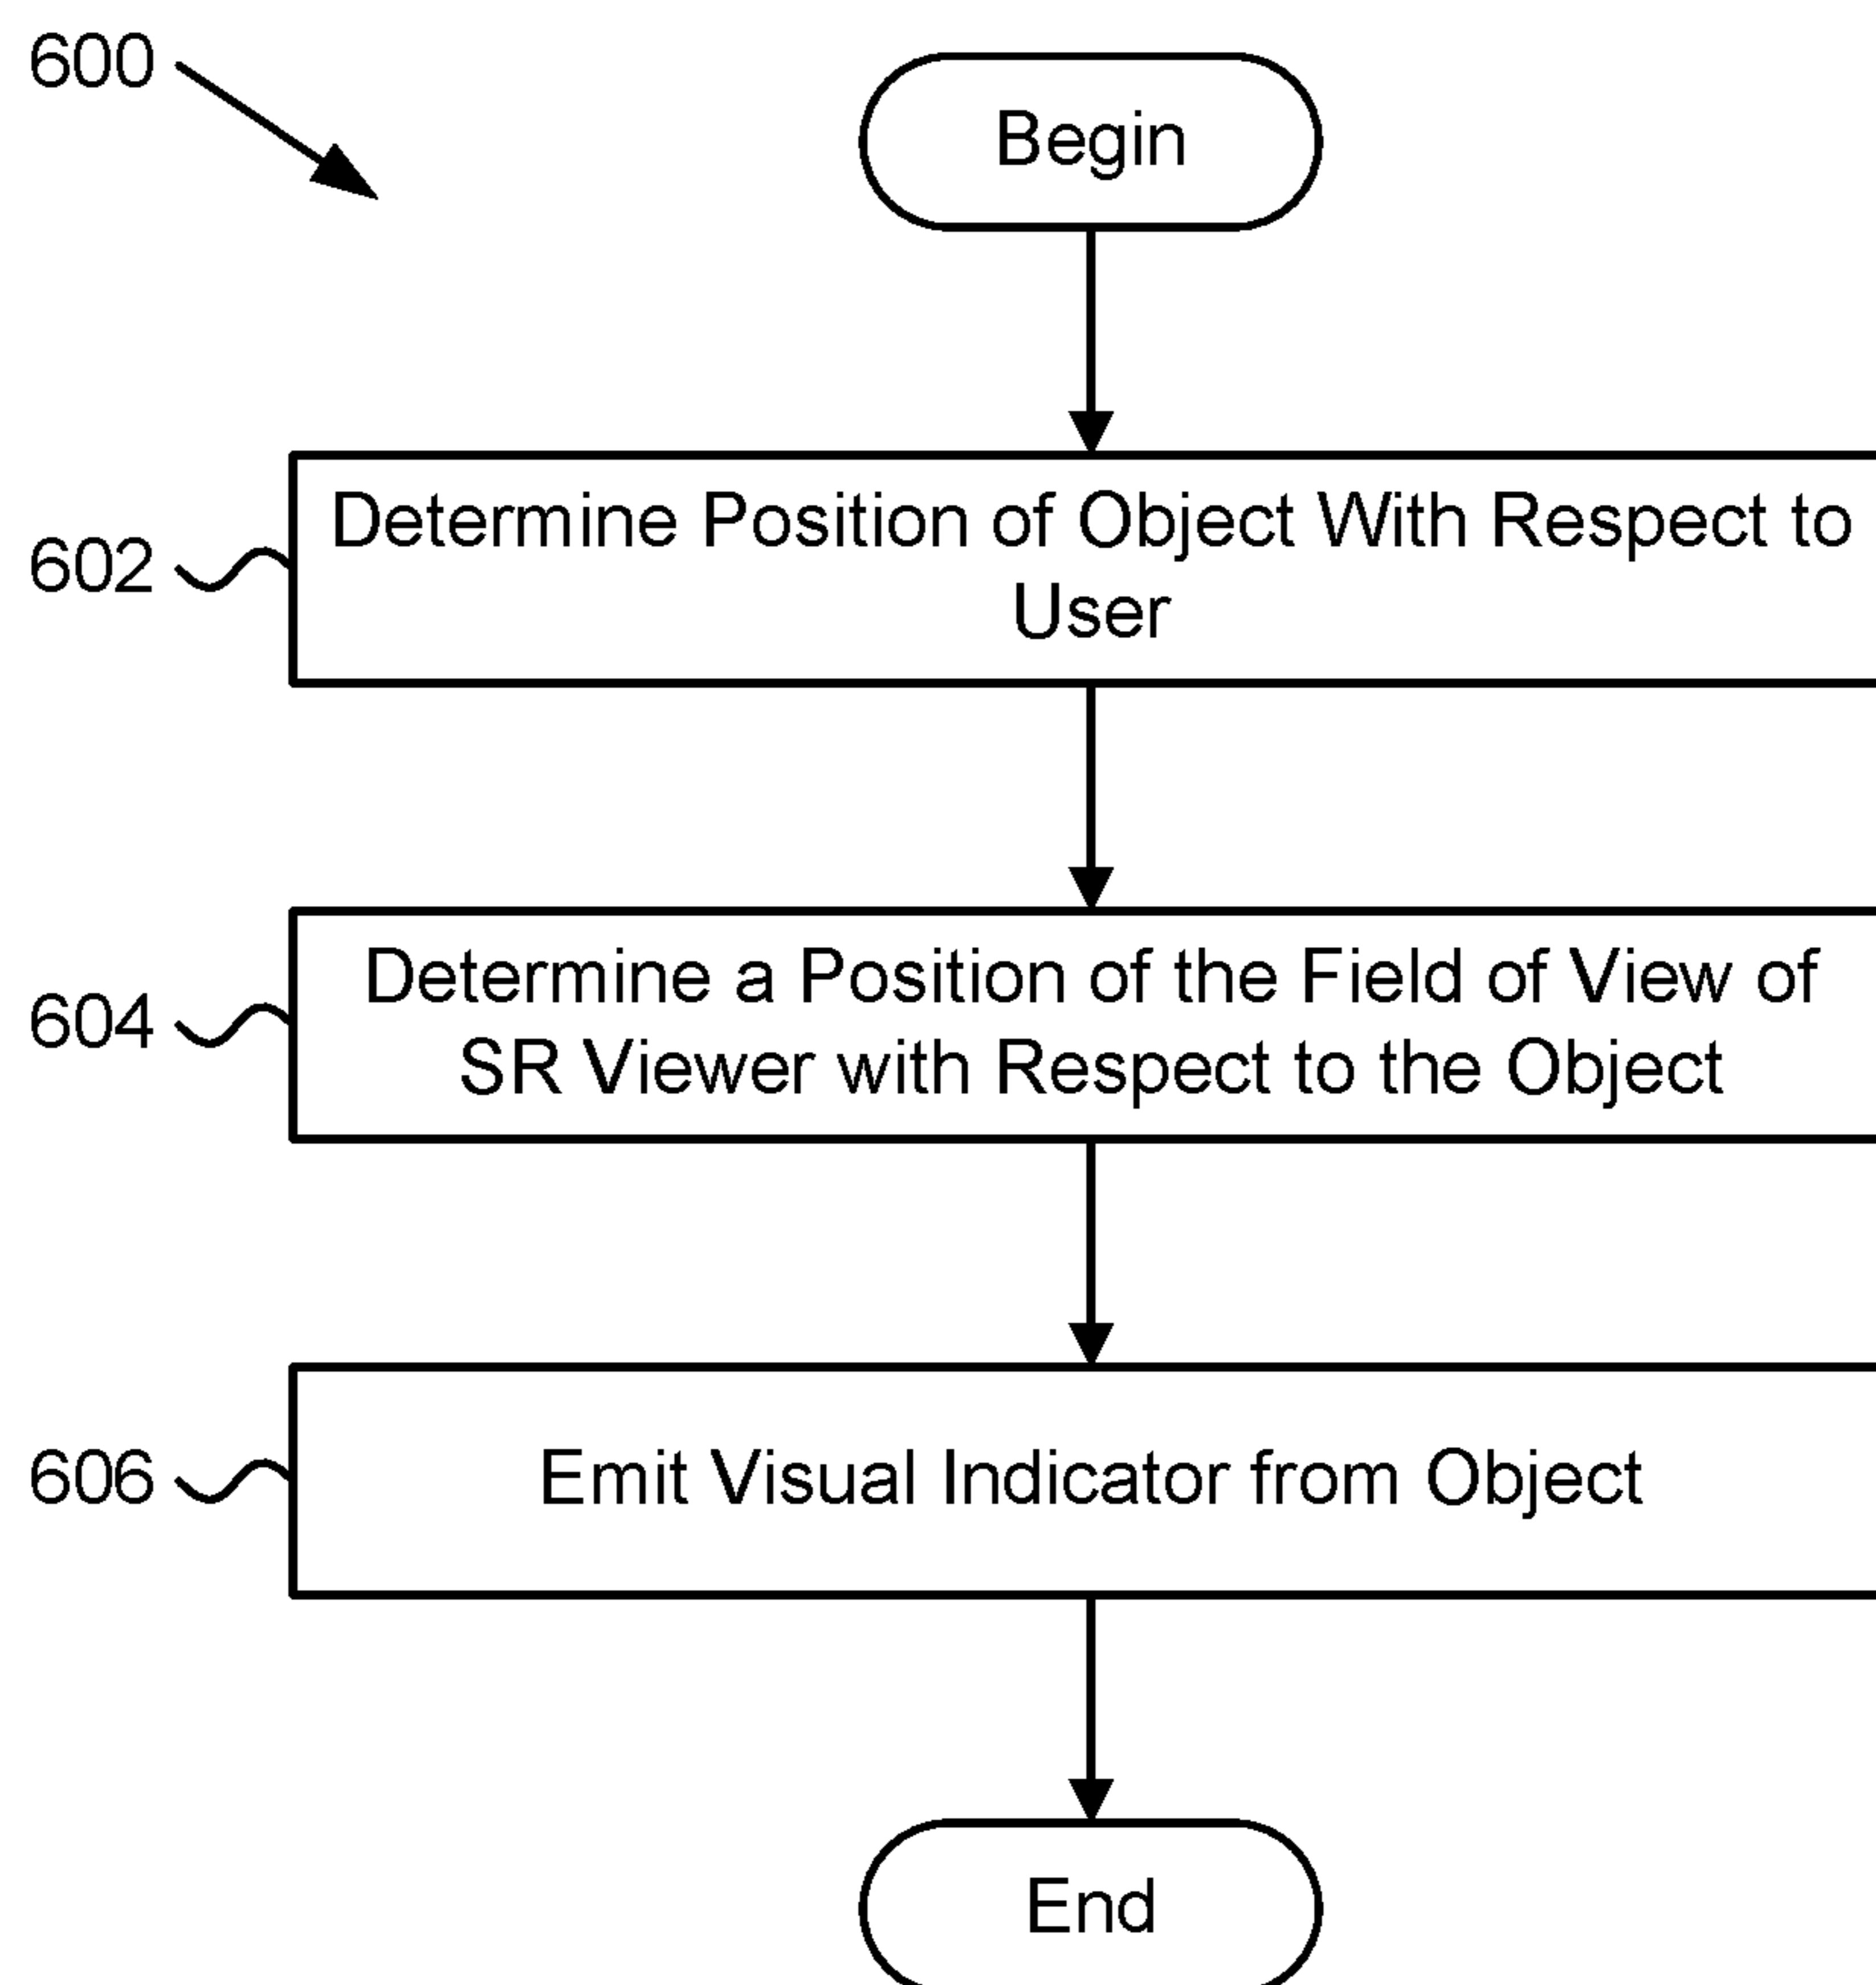 600
Begin
602
Determine Position of Object With Respect to
User
604
Determine a Position of the Field of View of
SR Viewer with Respect to the Object
606
Emit Visual Indicator from Object
End